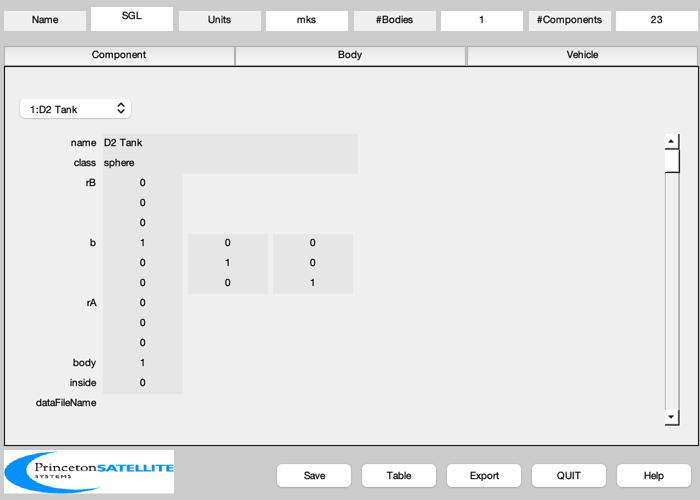 Name SGL Units mks #Bodies 1 #Components 23
Component Body Vehicle
1:D2 Tank
name D2 Tank
class sphere
rB 0
0
0
b 1 0 0
0 1 0
0 0 1
rA 0
0
0
body 1
inside 0
dataFileName
PrincetonSATELLITE
SYSTEMS
Save Table Export QUIT Help